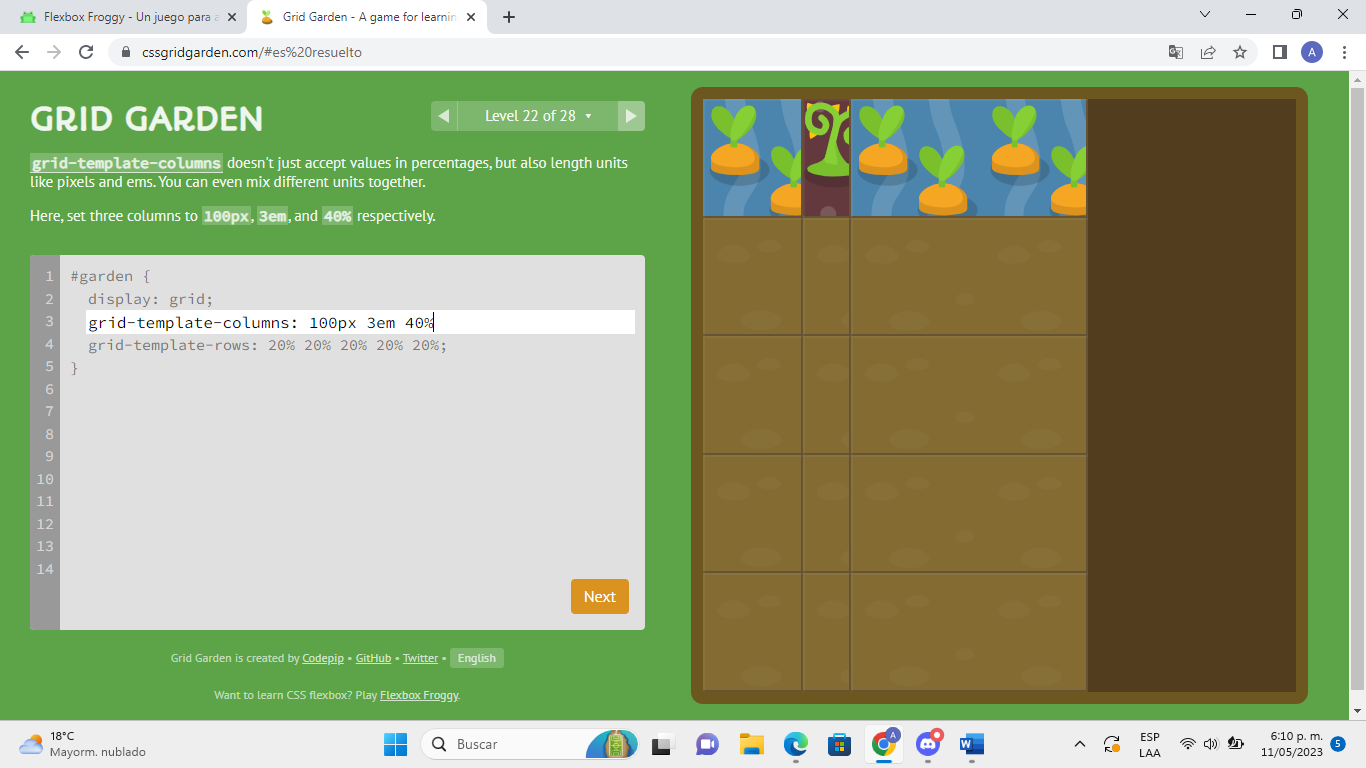 Flexbox Froggy - Un juego para a
Grid Garden - A game for learnin
cssgridgarden.com/#es%20resuelto
A
GRID GARDEN
Level 22 of 28
grid-template-columns doesn't just accept values in percentages, but also length units
like pixels and ems. You can even mix different units together.
Here, set three columns to 100px, 3em, and 40% respectively.
1 #garden {
2 display: grid;
3 grid-template-columns: 100px 3em 40%
4 grid-template-rows: 20% 20% 20% 20% 20%;
5 }
6
7
8
9
10
11
12
13
14
Next
Grid Garden is created by Codepip • GitHub • Twitter • English
Want to learn CSS flexbox? Play Flexbox Froggy.
18°C
Mayorm. nublado
Buscar
A
ESP
LAA
6:10 p. m.
11/05/2023
5